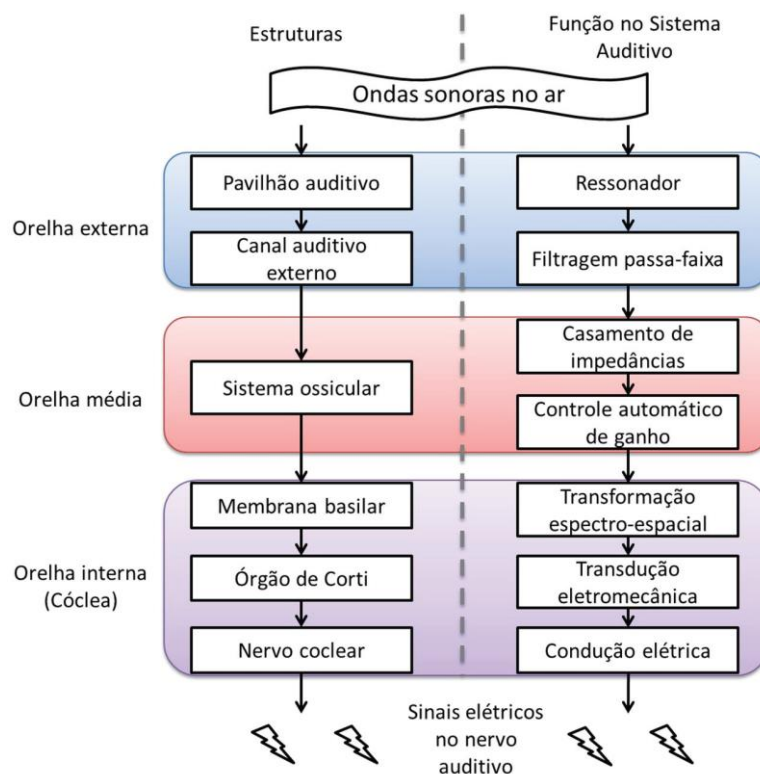 Estruturas
Função no Sistema
Auditivo
Ondas sonoras no ar
Orelha externa
Pavilhão auditivo
Ressonador
Canal auditivo
externo
Filtragem passa-faixa
Orelha média
Sistema ossicular
Casamento de
impedâncias
Controle automático
de ganho
Orelha interna
(Cóclea)
Membrana basilar
Transformação
espectro-espacial
Órgão de Corti
Transdução
eletromecânica
Nervo coclear
Condução elétrica
Sinais elétricos
no nervo
auditivo